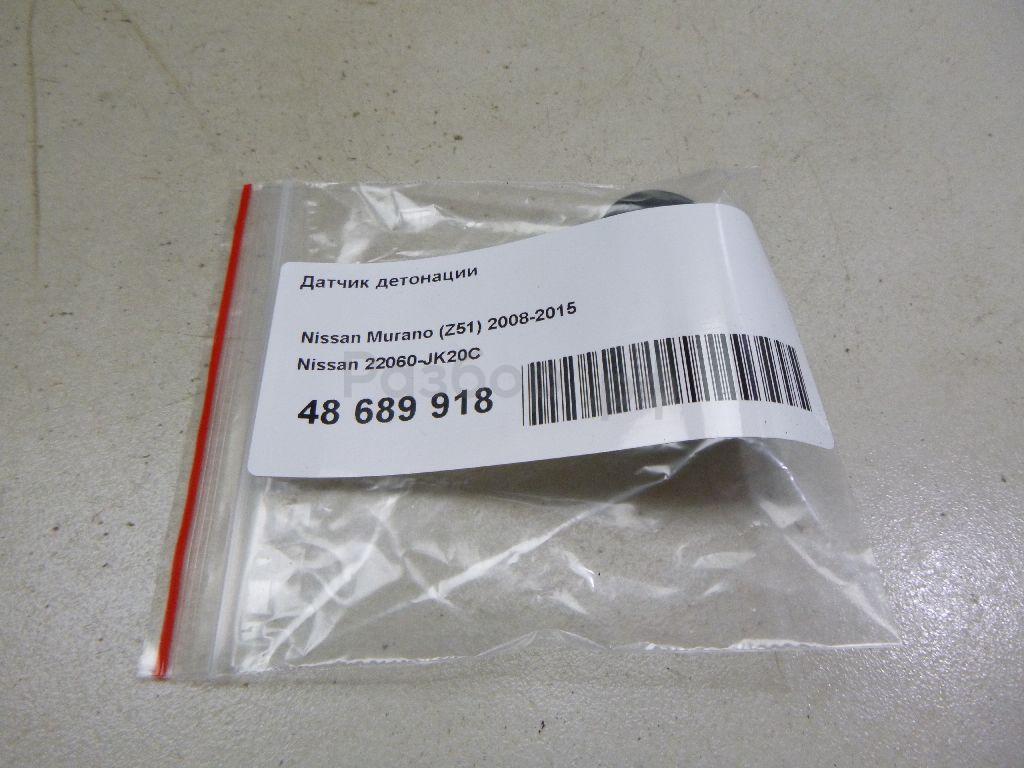 Датчик детонации
Nissan Murano (Z51) 2008-2015
Nissan 22060-JK20C
48 689 918